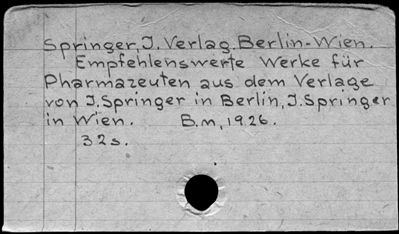 Springer, J. Verlag. Berlin-Wien.
Empfehlenswerte Werke für
Pharmazeuten aus dem Verlage
von J. Springer in Berlin, J. Springer
in Wien. B. m, 1926.
32 s.